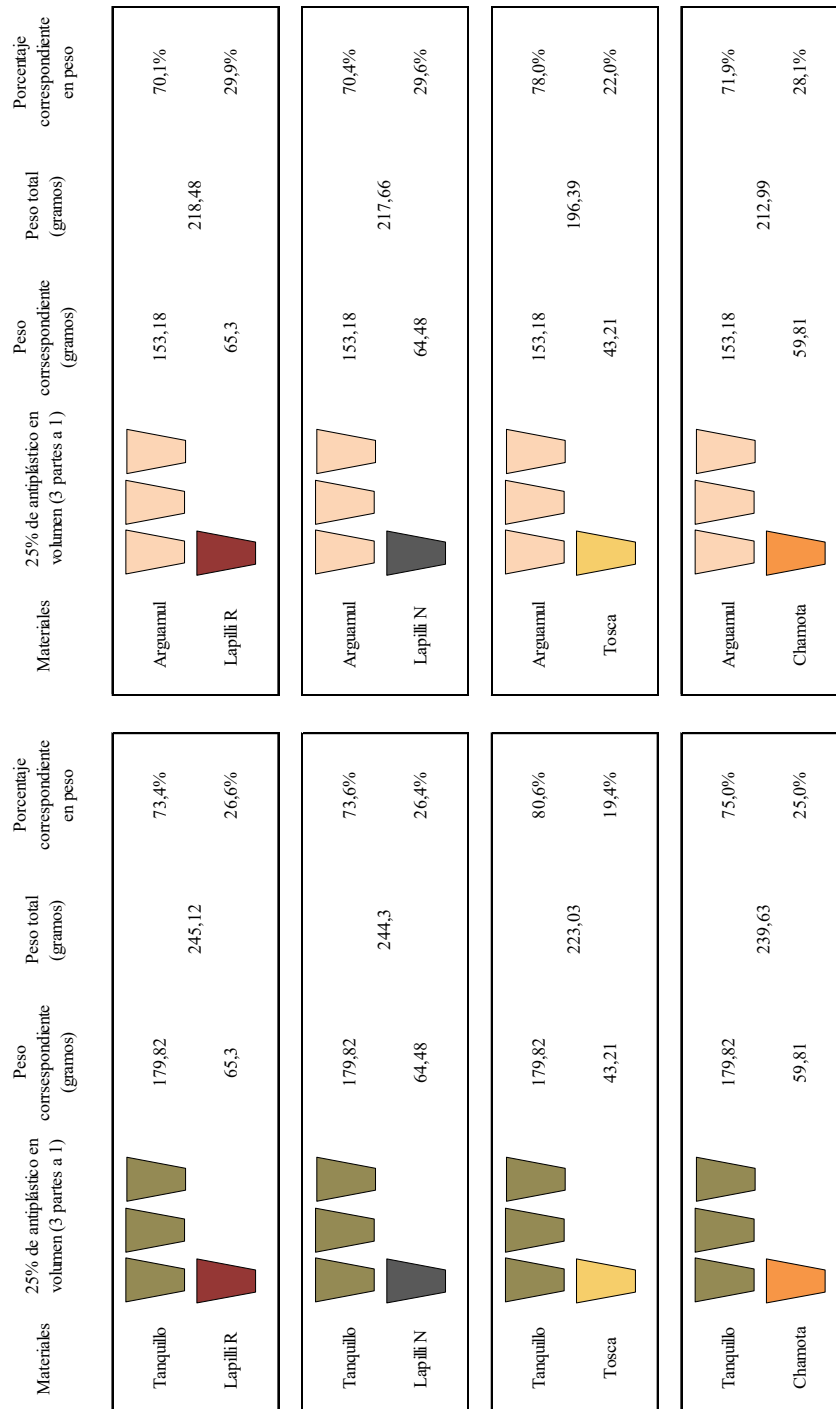 Materiales
25% de antiplástico en
volumen (3 partes a 1)
Peso
corrsespondiente
(gramos)
Peso total
(gramos)
Porcentaje
correspondiente
en peso
Tanquillo
179,82
245,12
73,4%
Lapilli R
65,3
26,6%
Tanquillo
179,82
244,3
73,6%
Lapilli N
64,48
26,4%
Tanquillo
179,82
223,03
80,6%
Tosca
43,21
19,4%
Tanquillo
179,82
239,63
75,0%
Chamota
59,81
25,0%
Materiales
25% de antiplástico en
volumen (3 partes a 1)
Peso
corrsespondiente
(gramos)
Peso total
(gramos)
Porcentaje
correspondiente
en peso
Arguamul
153,18
218,48
70,1%
Lapilli R
65,3
29,9%
Arguamul
153,18
217,66
70,4%
Lapilli N
64,48
29,6%
Arguamul
153,18
196,39
78,0%
Tosca
43,21
22,0%
Arguamul
153,18
212,99
71,9%
Chamota
59,81
28,1%